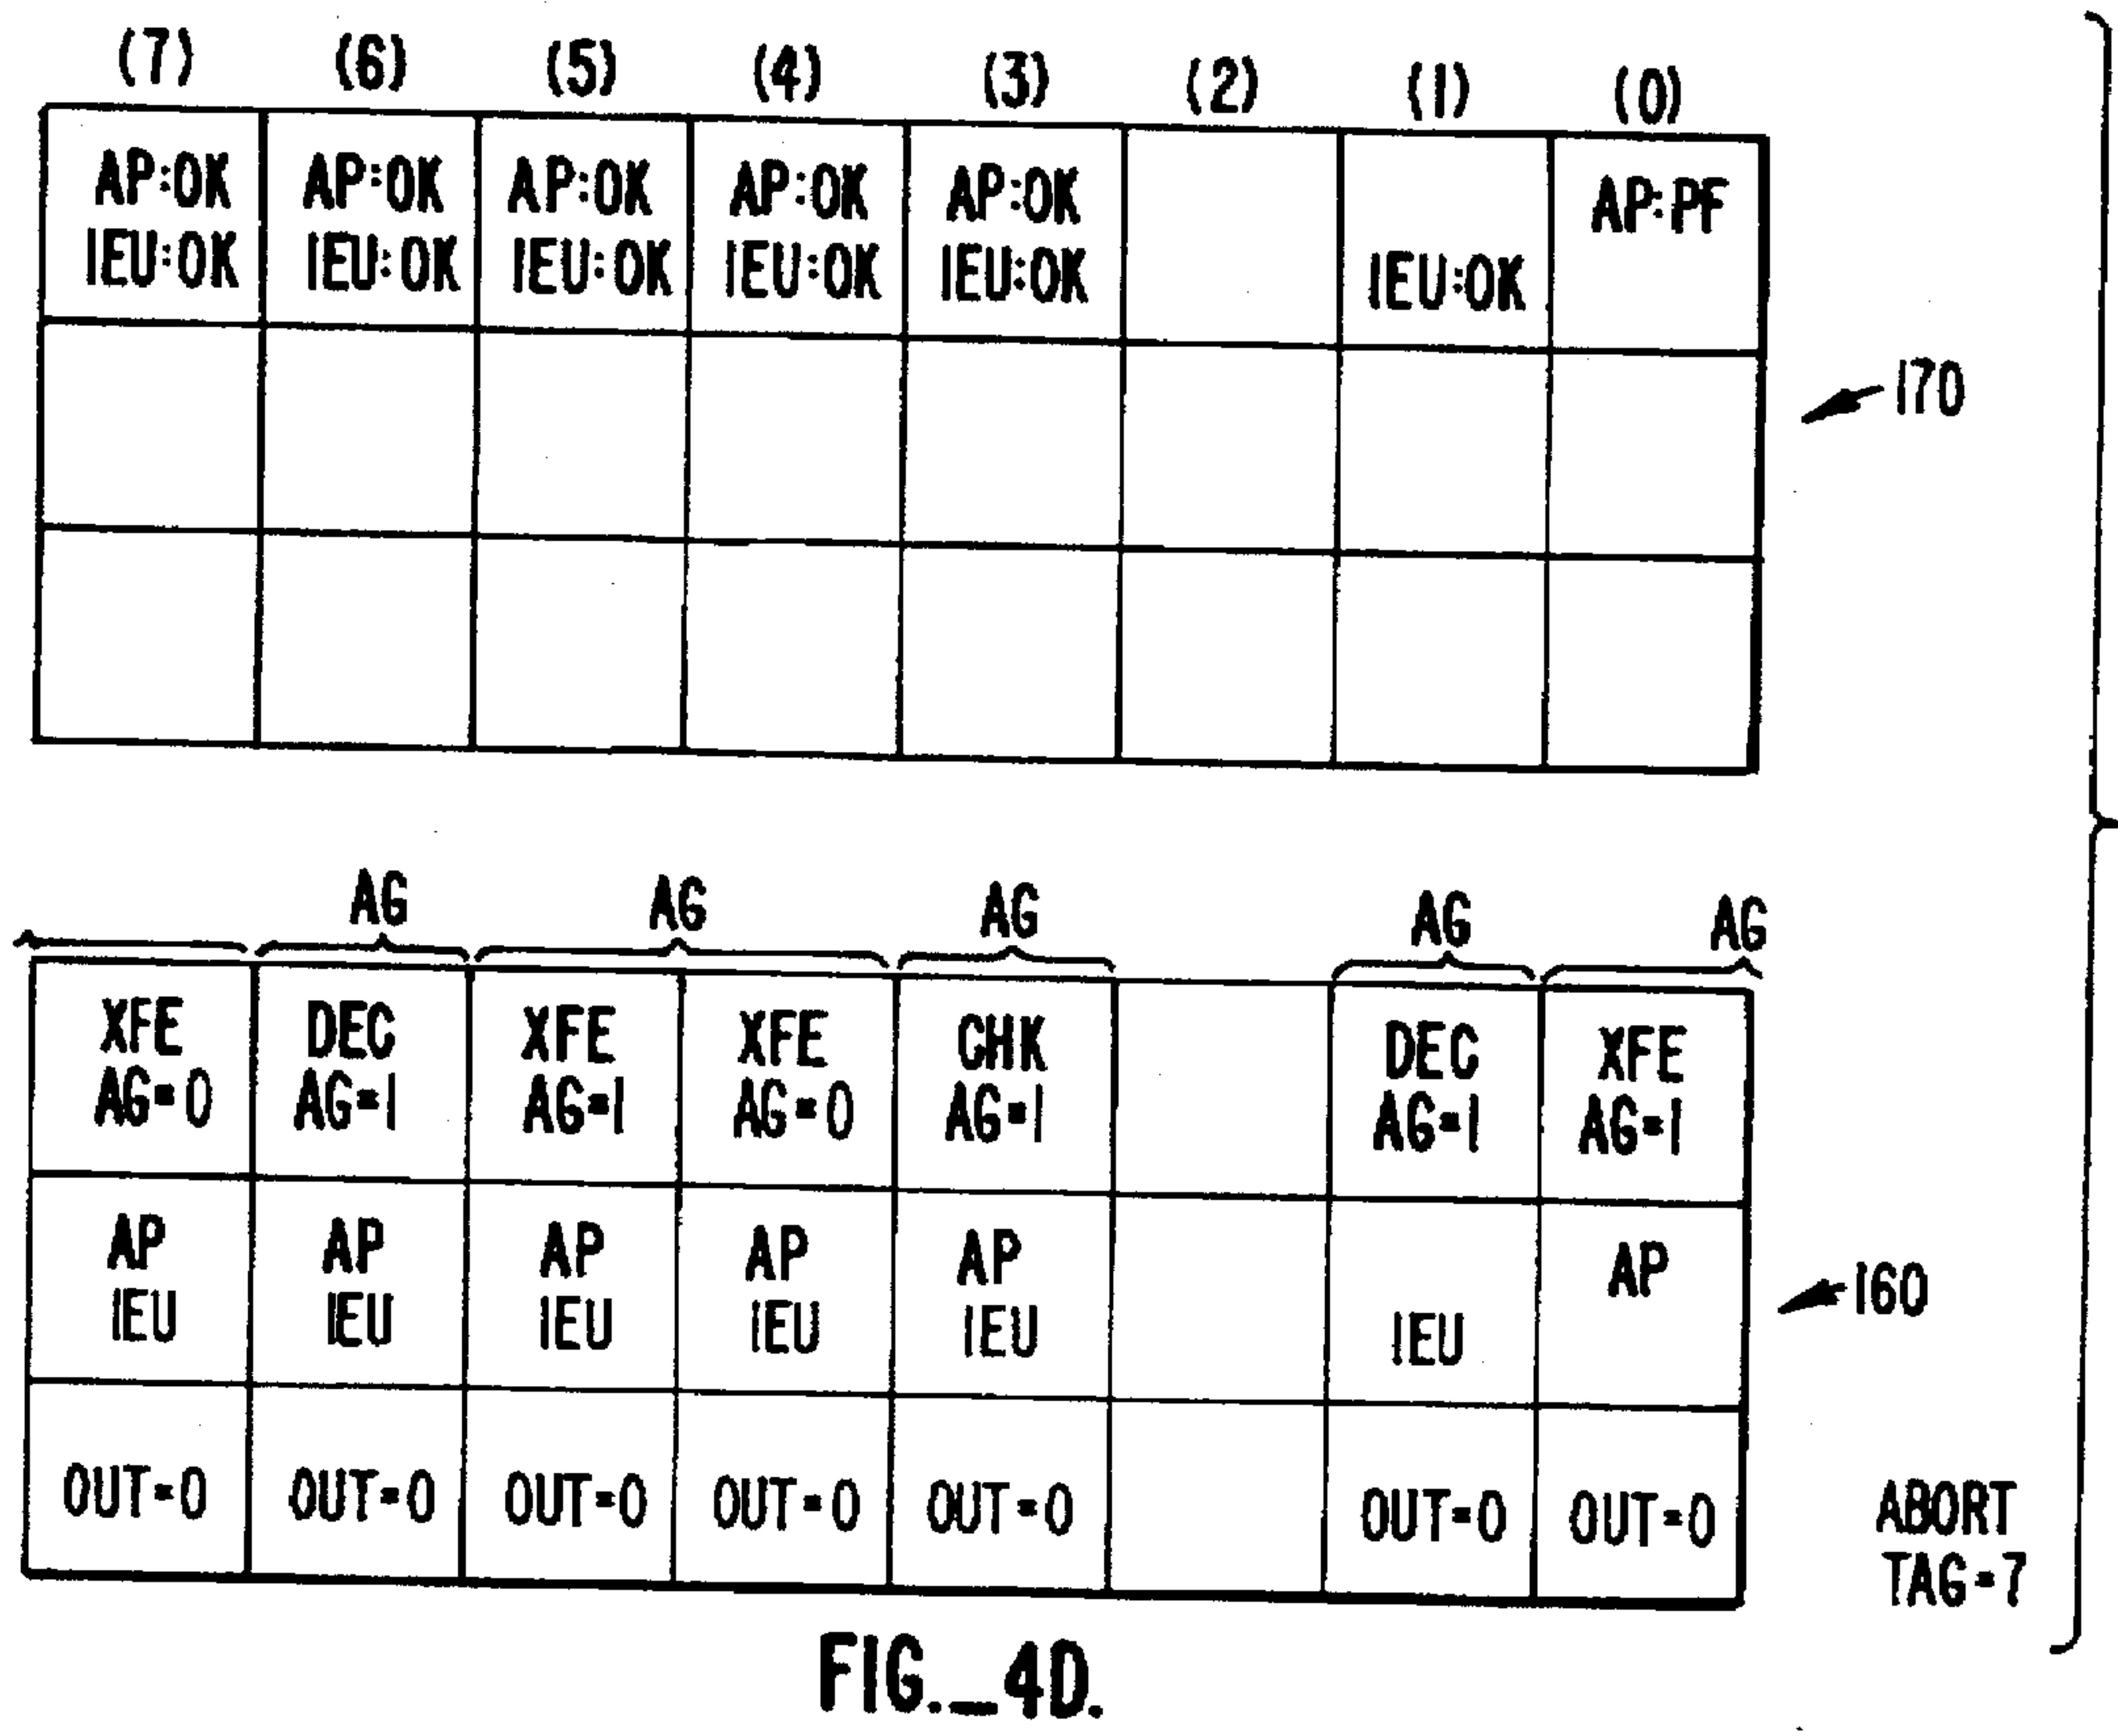 (7) (6) (5) (4) (3) (2) (1) (0)
AP:OK AP:OK AP:OK AP:OK AP:OK AP:PF
IEU:OK IEU:OK IEU:OK IEU:OK IEU:OK IEU:OK
170
AG AG AG AG AG
XFE DEC XFE XFE CHK DEC XFE
AG=0 AG=1 AG=1 AG=0 AG=1 AG=1 AG=1
AP AP AP AP AP AP
IEU IEU IEU IEU IEU IEU
160
OUT=0 OUT=0 OUT=0 OUT=0 OUT=0 OUT=0 OUT=0
ABORT
TAG=7
FIG._4D.